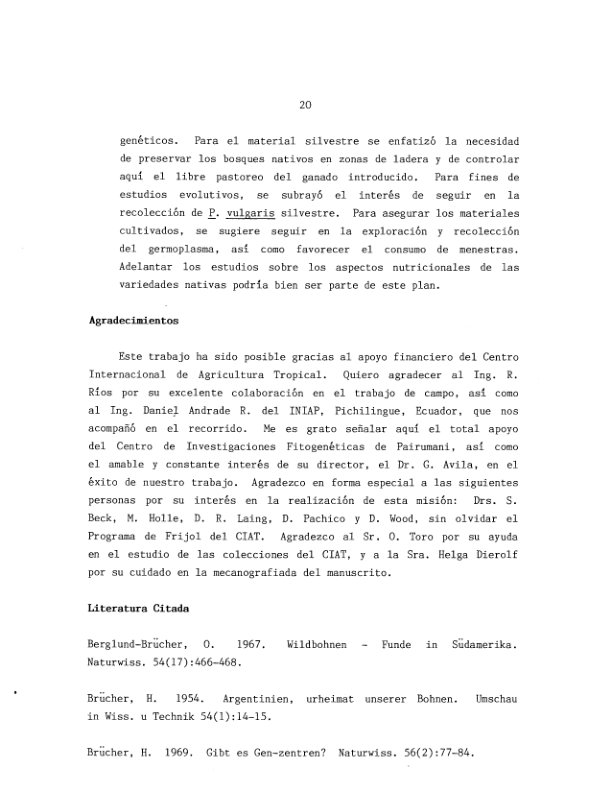 20
genéticos. Para el material silvestre se enfatizó la necesidad
de preservar los bosques nativos en zonas de ladera y de controlar
aquí el libre pastoreo del ganado introducido. Para fines de
estudios evolutivos, se subrayó el interés de seguir en la
recolección de P. vulgaris silvestre. Para asegurar los materiales
cultivados, se sugiere seguir en la exploración y recolección
del germoplasma, así como favorecer el consumo de menestras.
Adelantar los estudios sobre los aspectos nutricionales de las
variedades nativas podría bien ser parte de este plan.
Agradecimientos
Este trabajo ha sido posible gracias al apoyo financiero del Centro
Internacional de Agricultura Tropical. Quiero agradecer al Ing. R.
Ríos por su excelente colaboración en el trabajo de campo, así como
al Ing. Daniel Andrade R. del INIAP, Pichilingue, Ecuador, que nos
acompañó en el recorrido. Me es grato señalar aquí el total apoyo
del Centro de Investigaciones Fitogenéticas de Pairumani, así como
el amable y constante interés de su director, el Dr. G. Avila, en el
éxito de nuestro trabajo. Agradezco en forma especial a las siguientes
personas por su interés en la realización de esta misión: Drs. S.
Beck, M. Holle, D. R. Laing, D. Pachico y D. Wood, sin olvidar el
Programa de Frijol del CIAT. Agradezco al Sr. O. Toro por su ayuda
en el estudio de las colecciones del CIAT, y a la Sra. Helga Dierolf
por su cuidado en la mecanografiada del manuscrito.
Literatura Citada
Berglund-Brücher, O. 1967. Wildbohnen - Funde in Südamerika.
Naturwiss. 54(17):466-468.
Brücher, H. 1954. Argentinien, urheimat unserer Bohnen. Umschau
in Wiss. u Technik 54(1):14-15.
Brücher, H. 1969. Gibt es Gen-zentren? Naturwiss. 56(2):77-84.